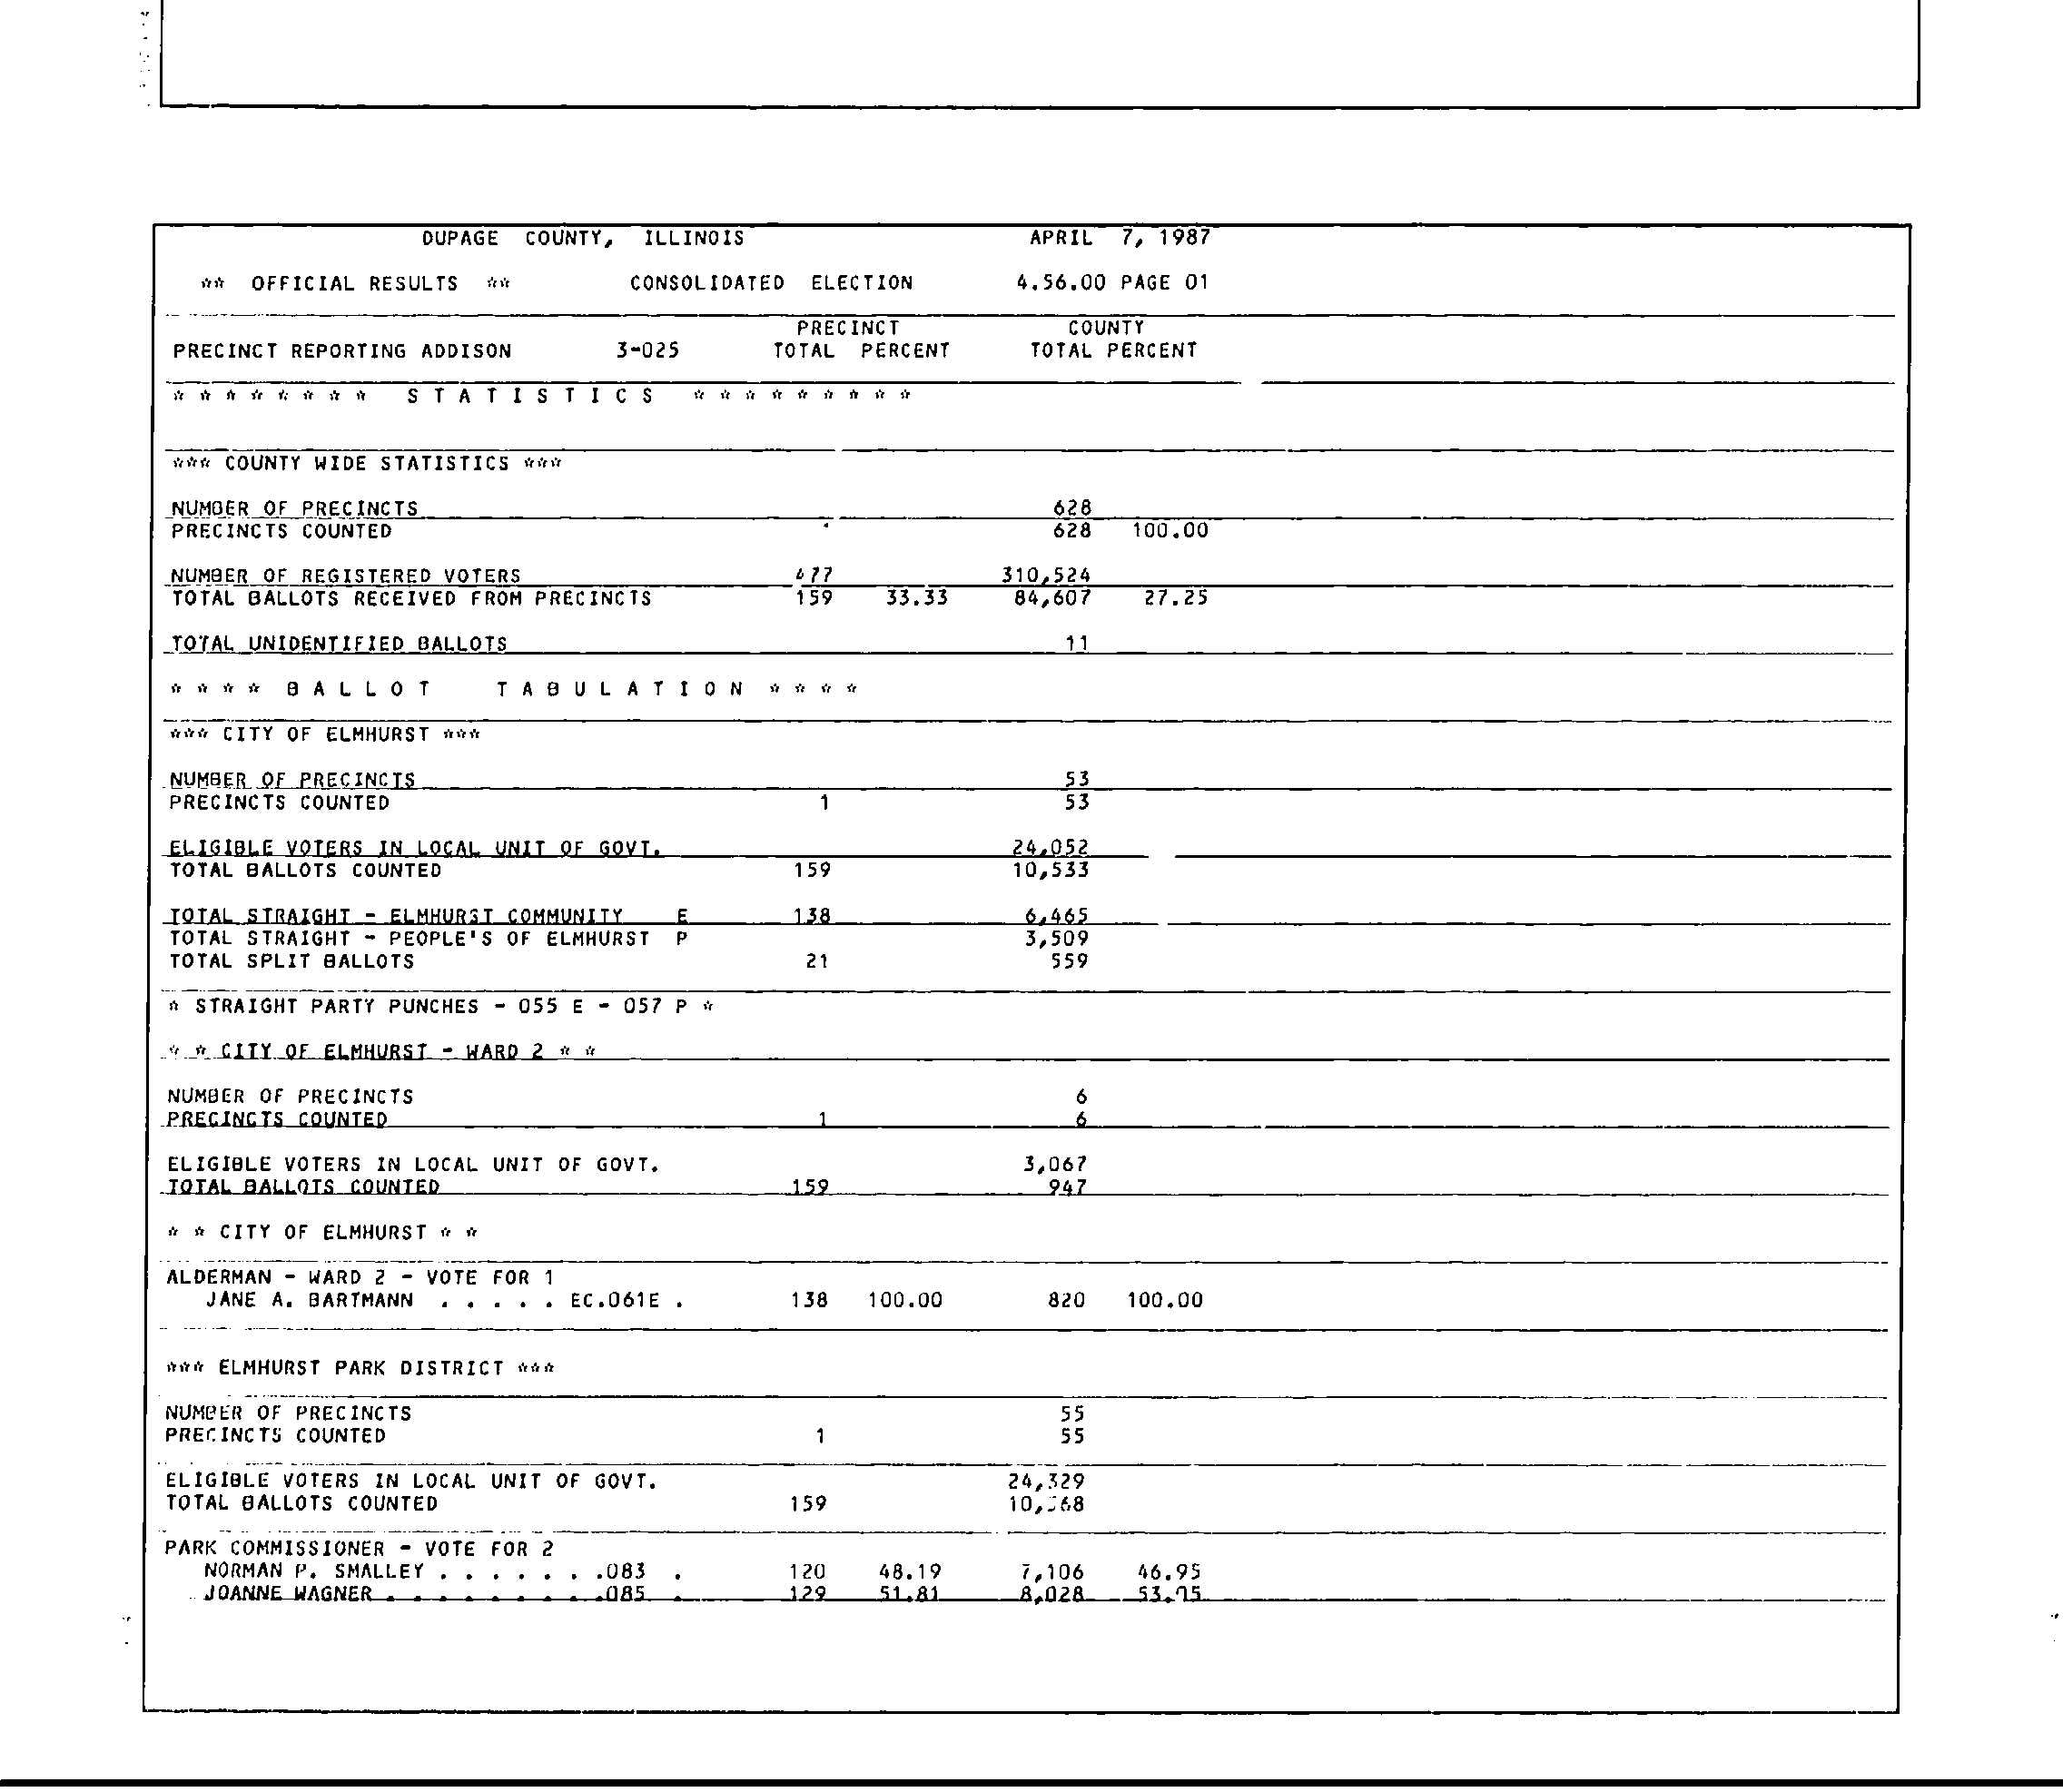 DUPAGE COUNTY, ILLINOIS APRIL 7, 1987
** OFFICIAL RESULTS ** CONSOLIDATED ELECTION 4.56.00 PAGE 01
PRECINCT COUNTY
PRECINCT REPORTING ADDISON 3-025 TOTAL PERCENT TOTAL PERCENT
* * * * * * * * S T A T I S T I C S * * * * * * * * *
*** COUNTY WIDE STATISTICS ***
NUMBER OF PRECINCTS 628
PRECINCTS COUNTED 628 100.00
NUMBER OF REGISTERED VOTERS 477 310,524
TOTAL BALLOTS RECEIVED FROM PRECINCTS 159 33.33 84,607 27.25
TOTAL UNIDENTIFIED BALLOTS 11
* * * * B A L L O T T A B U L A T I O N * * * *
*** CITY OF ELMHURST ***
NUMBER OF PRECINCTS 53
PRECINCTS COUNTED 1 53
ELIGIBLE VOTERS IN LOCAL UNIT OF GOVT. 24,052
TOTAL BALLOTS COUNTED 159 10,533
TOTAL STRAIGHT - ELMHURST COMMUNITY E 138 6,465
TOTAL STRAIGHT - PEOPLE'S OF ELMHURST P 3,509
TOTAL SPLIT BALLOTS 21 559
* STRAIGHT PARTY PUNCHES - 055 E - 057 P *
* * CITY OF ELMHURST - WARD 2 * *
NUMBER OF PRECINCTS 6
PRECINCTS COUNTED 1 6
ELIGIBLE VOTERS IN LOCAL UNIT OF GOVT. 3,067
TOTAL BALLOTS COUNTED 159 947
* * CITY OF ELMHURST * *
ALDERMAN - WARD 2 - VOTE FOR 1
JANE A. BARTMANN . . . . . EC.061E . 138 100.00 820 100.00
*** ELMHURST PARK DISTRICT ***
NUMBER OF PRECINCTS 55
PRECINCTS COUNTED 1 55
ELIGIBLE VOTERS IN LOCAL UNIT OF GOVT. 24,329
TOTAL BALLOTS COUNTED 159
PARK COMMISSIONER - VOTE FOR 2
NORMAN P. SMALLEY . . . . . . .083 . 120 48.19 7,106 46.95
JOANNE WAGNER . . . . . . . . .085 . 129 51.81 8,028 53.05